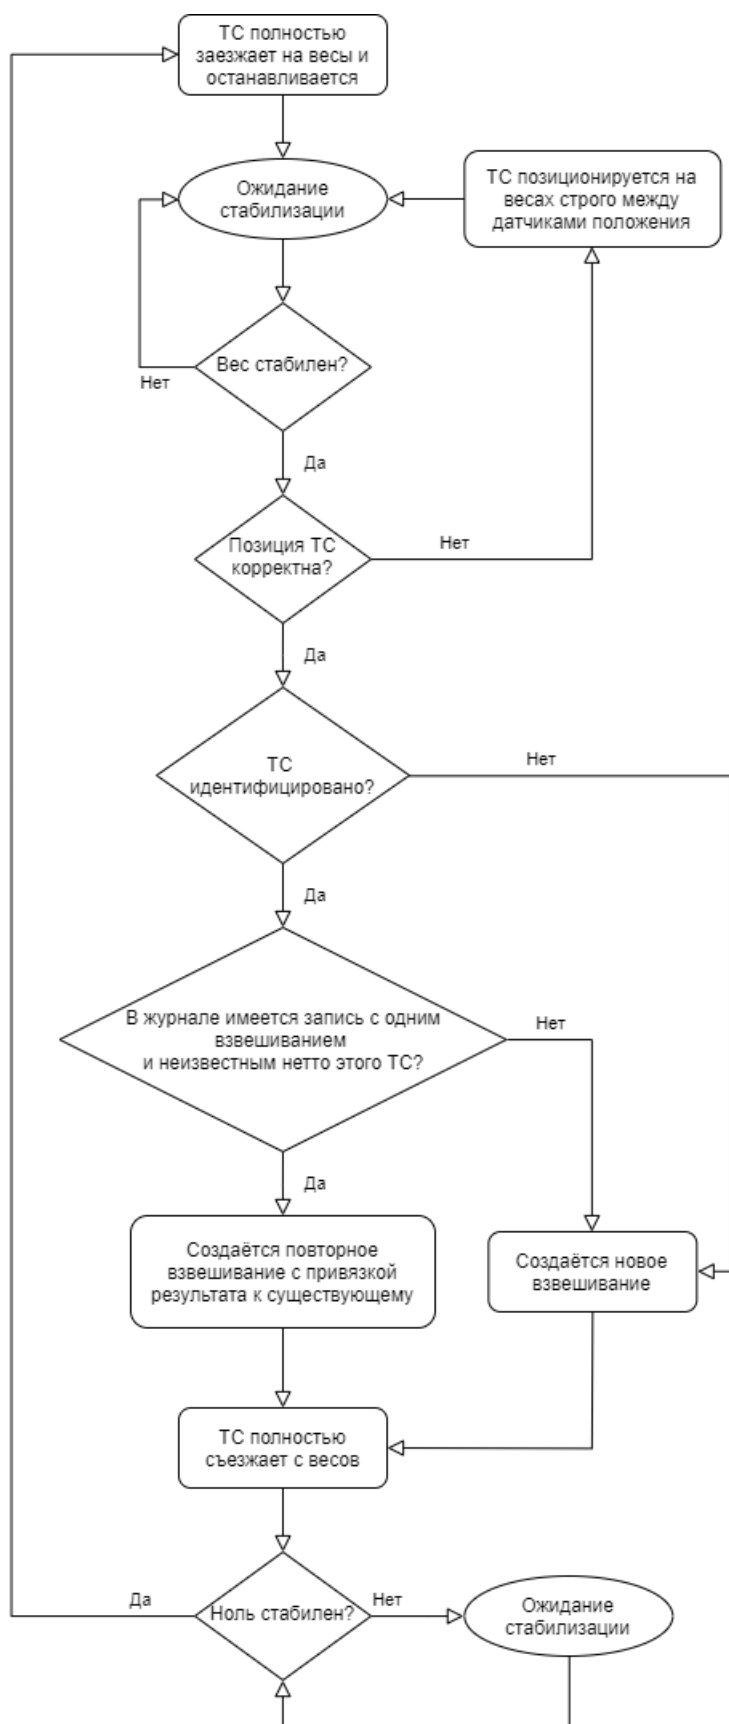 ТС полностью
заезжает на весы и
останавливается
Ожидание
стабилизации
ТС позиционируется на
весах строго между
датчиками положения
Вес стабилен?
Нет
Да
Позиция ТС
корректна?
Нет
Да
ТС
идентифицировано?
Нет
Да
В журнале имеется запись с одним
взвешиванием
и неизвестным нетто этого ТС?
Нет
Да
Создаётся повторное
взвешивание с привязкой
результата к существующему
Создаётся новое
взвешивание
ТС полностью
съезжает с весов
Да
Ноль стабилен?
Нет
Ожидание
стабилизации